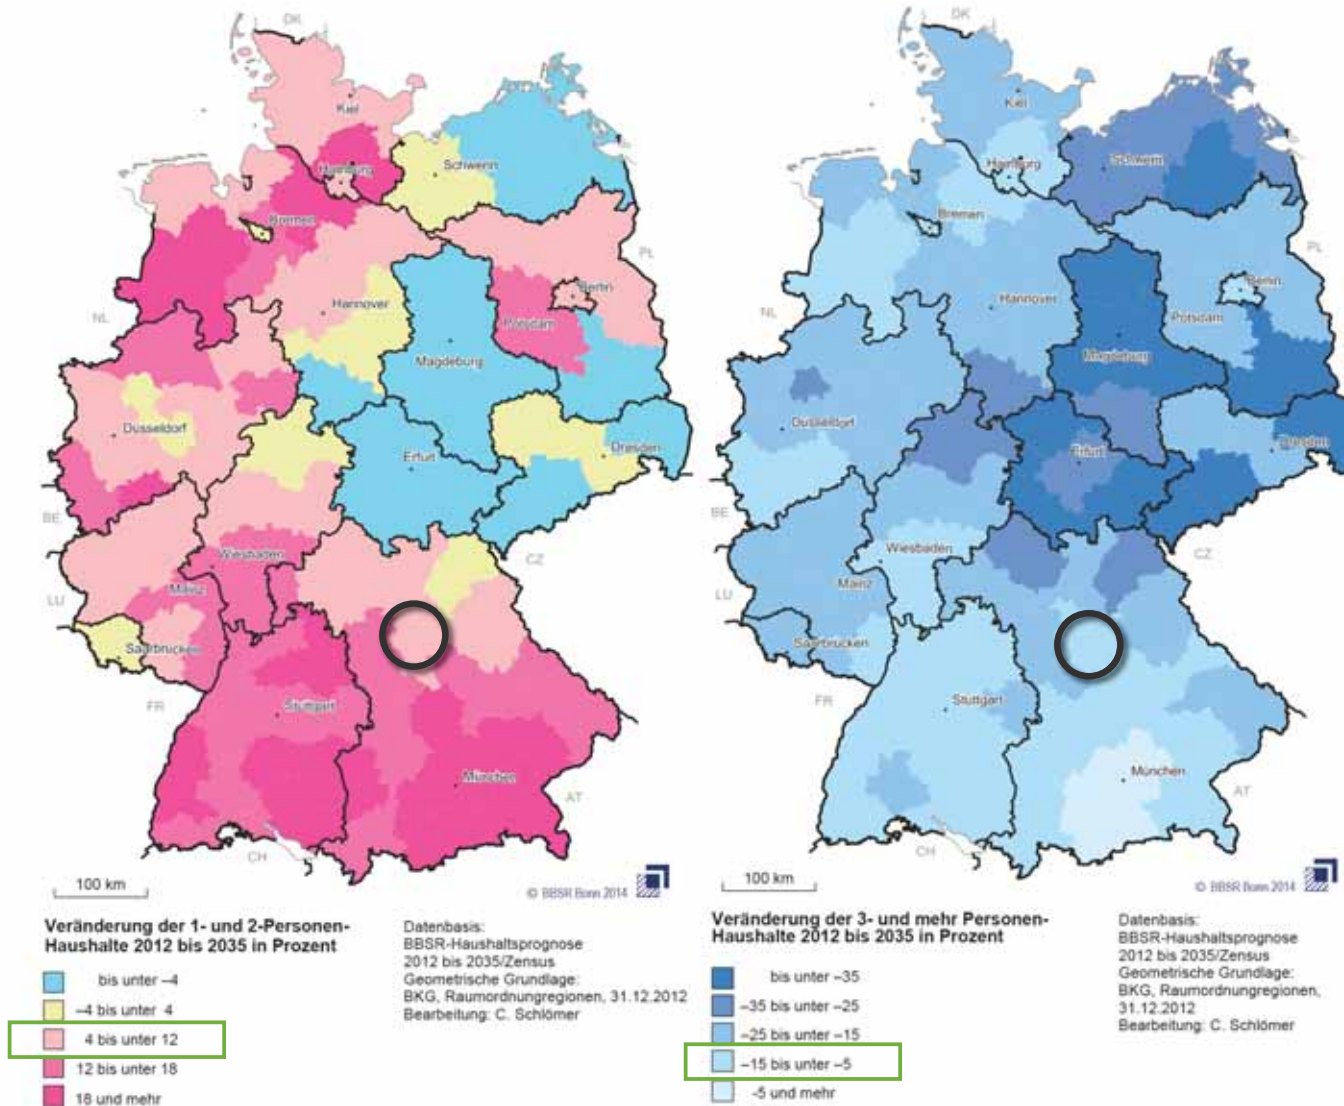 DK
Kiel
Hamburg
Schwerin
Bremen
PL
Berlin
Hannover
NL
Potsdam
Magdeburg
Düsseldorf
Erfurt
Dresden
BE
Wiesbaden
CZ
Mainz
LU
Saarbrücken
FR
Stuttgart
München
AT
CH
100 km
© BBSR Bonn 2014
Veränderung der 1- und 2-Personen-
Haushalte 2012 bis 2035 in Prozent
bis unter –4
–4 bis unter 4
4 bis unter 12
12 bis unter 18
18 und mehr
Datenbasis:
BBSR-Haushaltsprognose
2012 bis 2035/Zensus
Geometrische Grundlage:
BKG, Raumordnungregionen, 31.12.2012
Bearbeitung: C. Schlömer
DK
Kiel
Hamburg
Schwerin
Bremen
PL
Berlin
Hannover
NL
Potsdam
Magdeburg
Düsseldorf
Erfurt
Dresden
BE
Wiesbaden
CZ
Mainz
LU
Saarbrücken
FR
Stuttgart
München
AT
CH
100 km
© BBSR Bonn 2014
Veränderung der 3- und mehr Personen-
Haushalte 2012 bis 2035 in Prozent
bis unter –35
–35 bis unter –25
–25 bis unter –15
–15 bis unter –5
-5 und mehr
Datenbasis:
BBSR-Haushaltsprognose
2012 bis 2035/Zensus
Geometrische Grundlage:
BKG, Raumordnungregionen,
31.12.2012
Bearbeitung: C. Schlömer